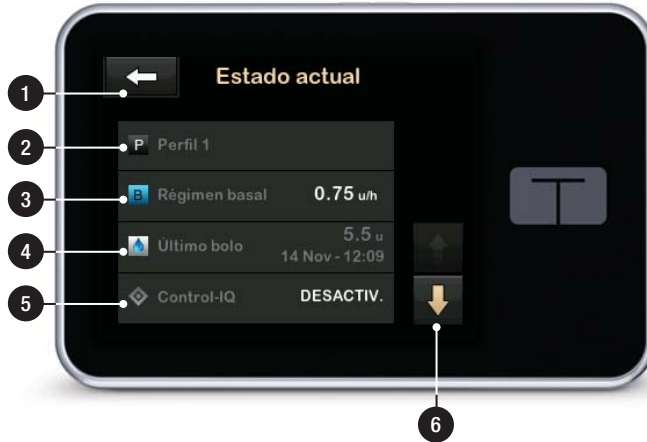 Estado actual
1
2
P Perfil 1
3
B Régimen basal 0.75 u/h
4
Último bolo 5.5 u
14 Nov - 12:09
5
Control-IQ DESACTIV.
6